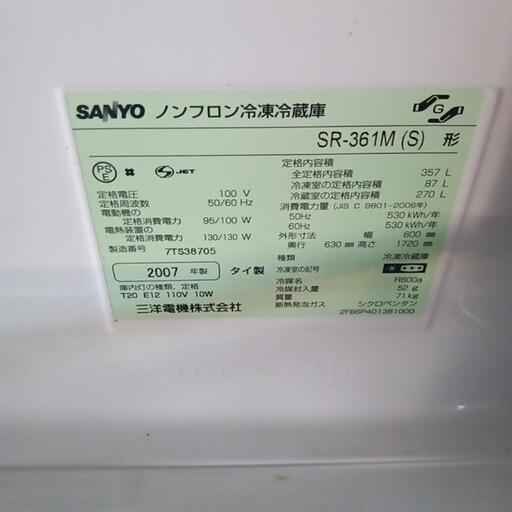 SANYO ノンフロン冷凍冷蔵庫
G
SR-361M (S) 形
PS E JET
定格電圧 100 V
定格周波数 50/60 Hz
電動機の定格消費電力 95/100 W
電熱装置の定格消費電力 130/130 W
製造番号 7TS38705
2007 年製 タイ製
庫内灯の種類、定格
T20 E12 110V 10W
三洋電機株式会社
定格内容積
全定格内容積 357 L
冷凍室の定格内容積 87 L
冷蔵室の定格内容積 270 L
消費電力量 (JIS C 9801-2006年)
50Hz 530 kWh/年
60Hz 530 kWh/年
外形寸法 幅 600 mm
奥行 630 mm 高さ 1720 mm
種類 冷凍冷蔵庫
冷凍室の記号
冷媒 R600a
冷媒封入量 52 g
質量 71 kg
断熱発泡ガス シクロペンタン
2FB6P40138100D